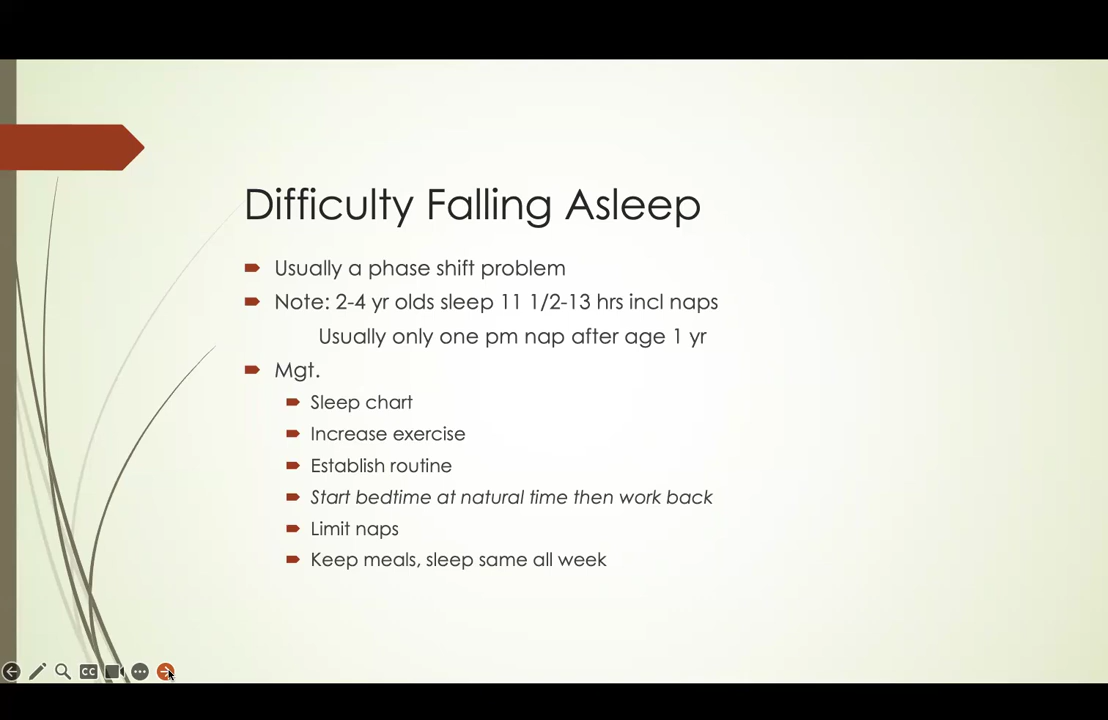 Difficulty Falling Asleep
Usually a phase shift problem
Note: 2-4 yr olds sleep 11 1/2-13 hrs incl naps
Usually only one pm nap after age 1 yr
Mgt.
Sleep chart
Increase exercise
Establish routine
Start bedtime at natural time then work back
Limit naps
Keep meals, sleep same all week
CC